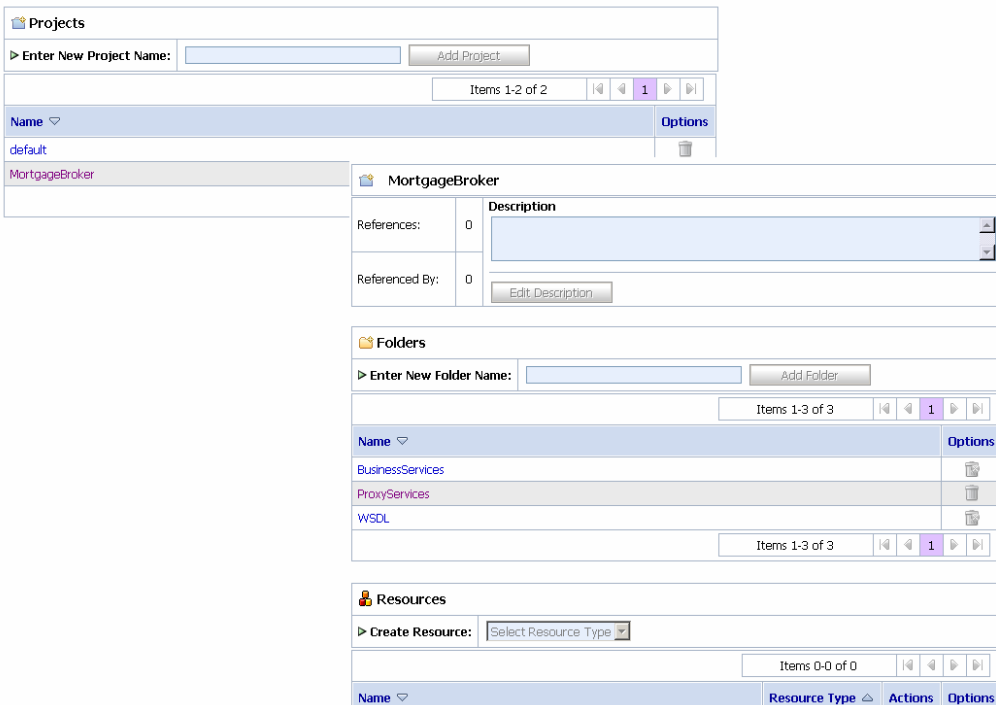 Projects
Enter New Project Name: Add Project
Items 1-2 of 2 1
Name Options
default
MortgageBroker
MortgageBroker
Description
References: 0
Referenced By: 0
Edit Description
Folders
Enter New Folder Name: Add Folder
Items 1-3 of 3 1
Name Options
BusinessServices
ProxyServices
WSDL
Items 1-3 of 3 1
Resources
Create Resource: Select Resource Type
Items 0-0 of 0
Name Resource Type Actions Options